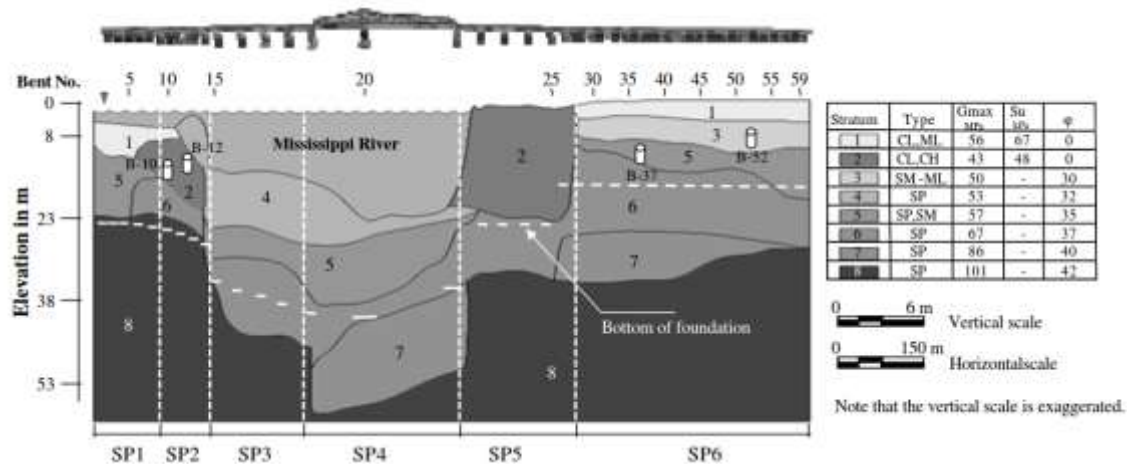 Bent No. 5 10 15 20 25 30 35 40 45 50 52 55 59
0
8
23
38
53
Elevation in m
Mississippi River
1
B-10
B-12
5
2
6
8
4
5
7
2
8
1
3
5
B-37
B-52
6
7
Bottom of foundation
SP1 SP2 SP3 SP4 SP5 SP6
Stratum Type Gmax MPa Su φ
1 CL,ML 56 67 0
2 CL,CH 43 48 0
3 SM-ML 50 - 30
4 SP 53 - 32
5 SP,SM 57 - 35
6 SP 67 - 37
7 SP 86 - 40
8 SP 101 - 42
0 6 m
Vertical scale
0 150 m
Horizontalscale
Note that the vertical scale is exaggerated.